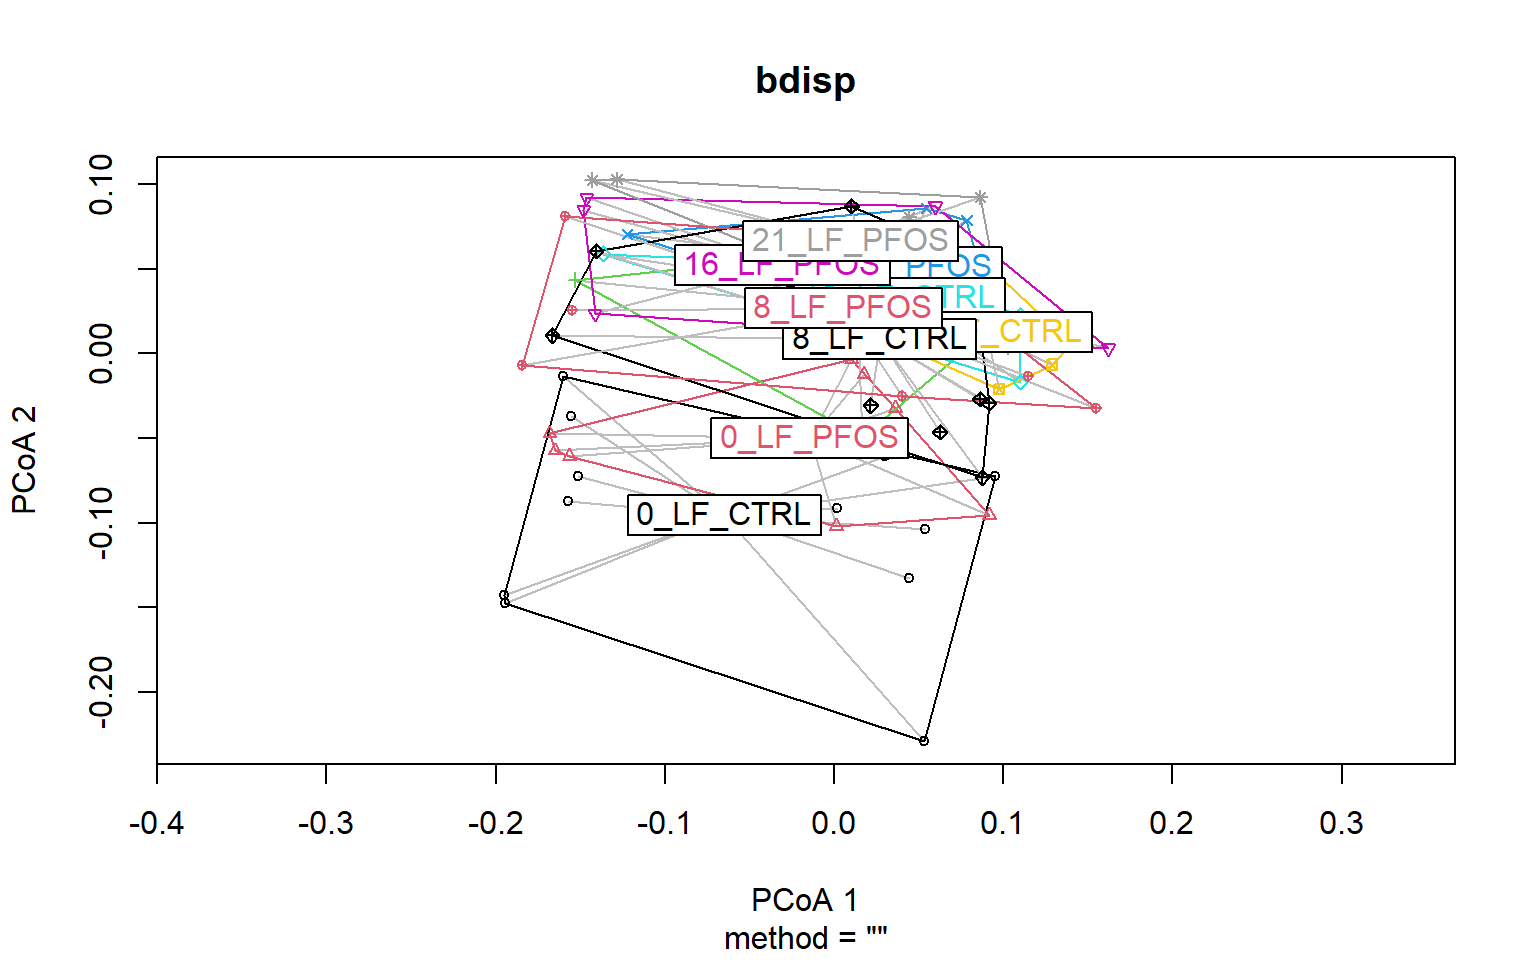 bdisp
PCoA 2
0.10
0.00
-0.10
-0.20
21_LF_PFOS
16_LF_PFOS
PFOS
CTRL
8_LF_PFOS
_CTRL
8_LF_CTRL
0_LF_PFOS
0_LF_CTRL
-0.4 -0.3 -0.2 -0.1 0.0 0.1 0.2 0.3
PCoA 1
method = ""